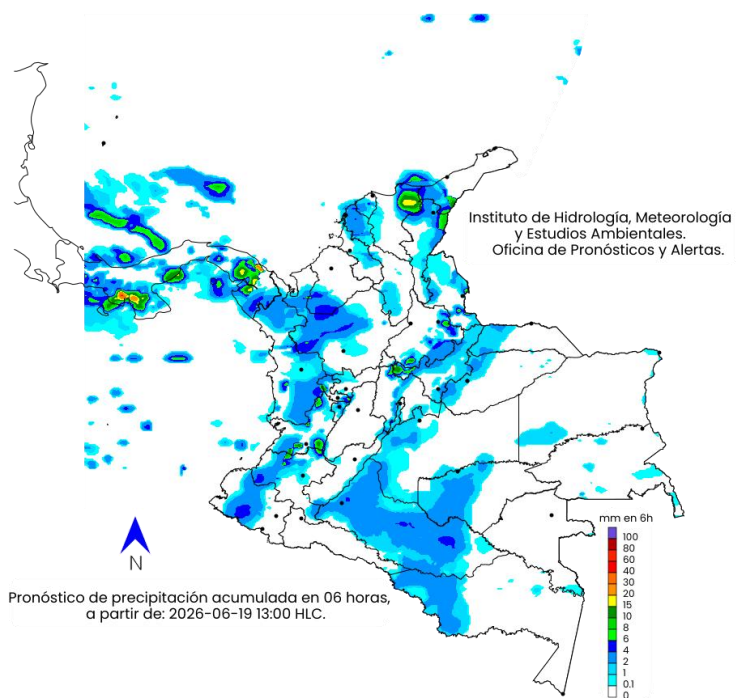 Instituto de Hidrología, Meteorología
y Estudios Ambientales.
Oficina de Pronósticos y Alertas.
N
Pronóstico de precipitación acumulada en 06 horas,
a partir de: 2026-06-19 13:00 HLC.
mm en 6h
100
80
60
40
30
20
15
10
8
6
4
2
1
0.1
0